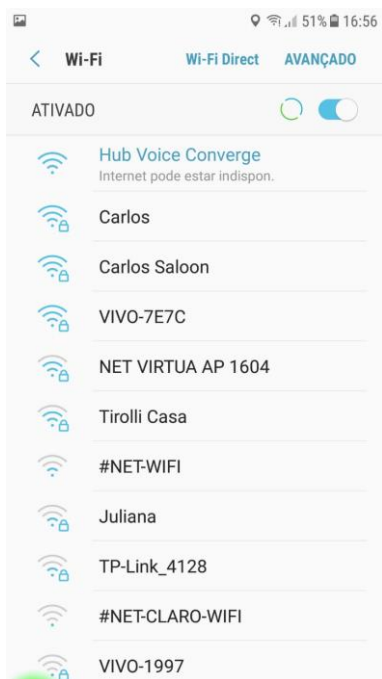 51% 16:56
Wi-Fi Wi-Fi Direct AVANÇADO
ATIVADO
Hub Voice Converge
Internet pode estar indispon.
Carlos
Carlos Saloon
VIVO-7E7C
NET VIRTUA AP 1604
Tirolli Casa
#NET-WIFI
Juliana
TP-Link_4128
#NET-CLARO-WIFI
VIVO-1997